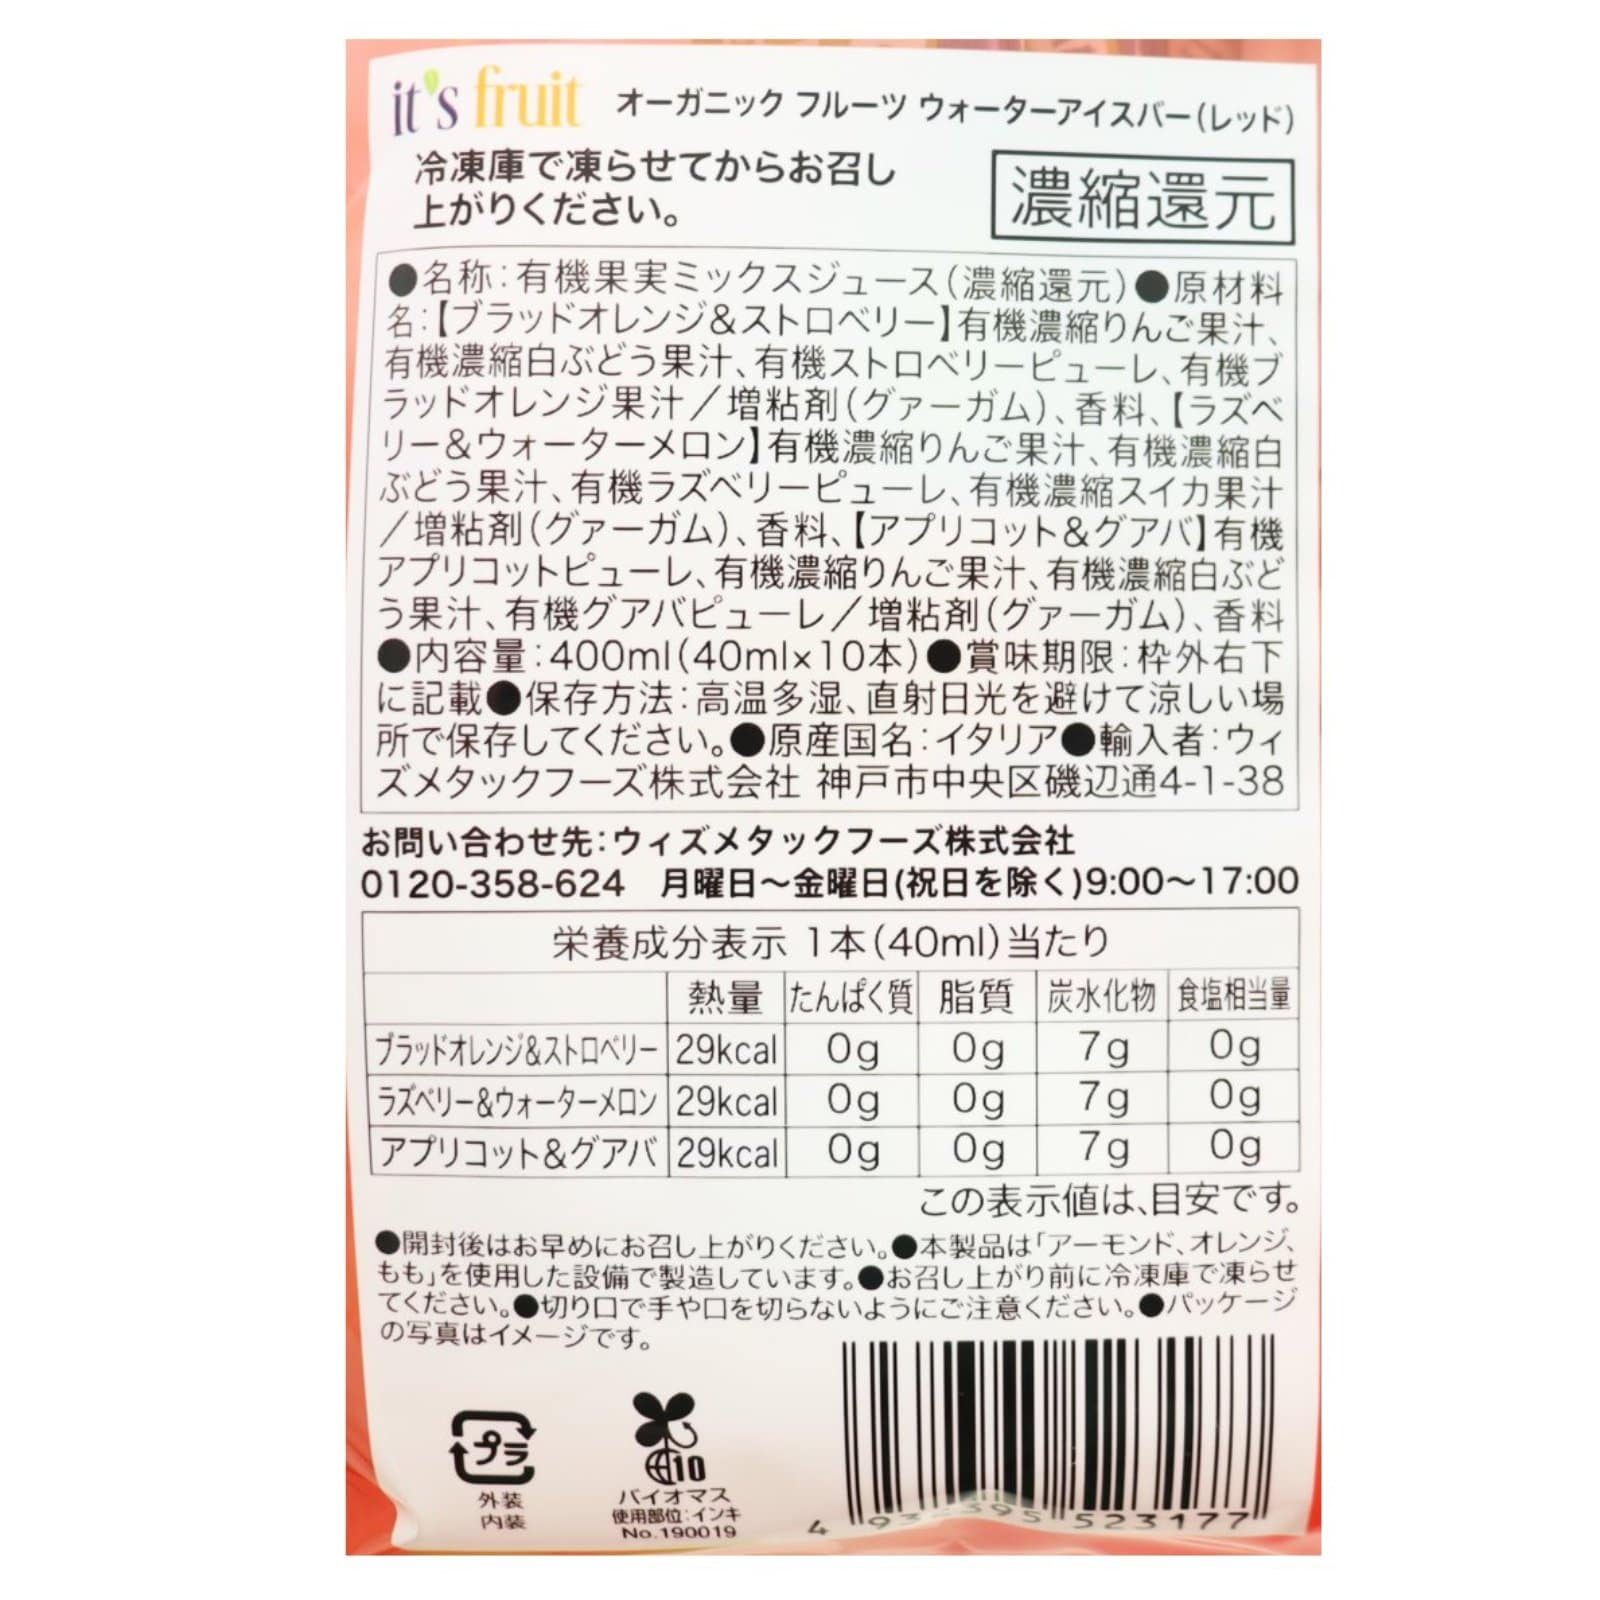 it's fruit オーガニック フルーツ ウォーターアイスバー(レッド)
冷凍庫で凍らせてからお召し
上がりください。
濃縮還元
●名称:有機果実ミックスジュース(濃縮還元)●原材料
名:【ブラッドオレンジ&ストロベリー】有機濃縮りんご果汁、
有機濃縮白ぶどう果汁、有機ストロベリーピューレ、有機ブ
ラッドオレンジ果汁/増粘剤(グァーガム)、香料、【ラズベ
リー&ウォーターメロン】有機濃縮りんご果汁、有機濃縮白
ぶどう果汁、有機ラズベリーピューレ、有機濃縮スイカ果汁
/増粘剤(グァーガム)、香料、【アプリコット&グアバ】有機
アプリコットピューレ、有機濃縮りんご果汁、有機濃縮白ぶど
う果汁、有機グアバピューレ/増粘剤(グァーガム)、香料
●内容量:400ml(40ml×10本)●賞味期限:枠外右下
に記載●保存方法:高温多湿、直射日光を避けて涼しい場
所で保存してください。●原産国名:イタリア●輸入者:ウィ
ズメタックフーズ株式会社 神戸市中央区磯辺通4-1-38
お問い合わせ先:ウィズメタックフーズ株式会社
0120-358-624 月曜日~金曜日(祝日を除く)9:00~17:00
栄養成分表示 1本(40ml)当たり
熱量 たんぱく質 脂質 炭水化物 食塩相当量
ブラッドオレンジ&ストロベリー 29kcal 0g 0g 7g 0g
ラズベリー&ウォーターメロン 29kcal 0g 0g 7g 0g
アプリコット&グアバ 29kcal 0g 0g 7g 0g
この表示値は、目安です。
●開封後はお早めにお召し上がりください。●本製品は「アーモンド、オレンジ、
もも」を使用した設備で製造しています。●お召し上がり前に冷凍庫で凍らせ
てください。●切り口で手や口を切らないようにご注意ください。●パッケージ
の写真はイメージです。
プラ
外装
内装
10
バイオマス
使用部位:インキ
No.190019
523177